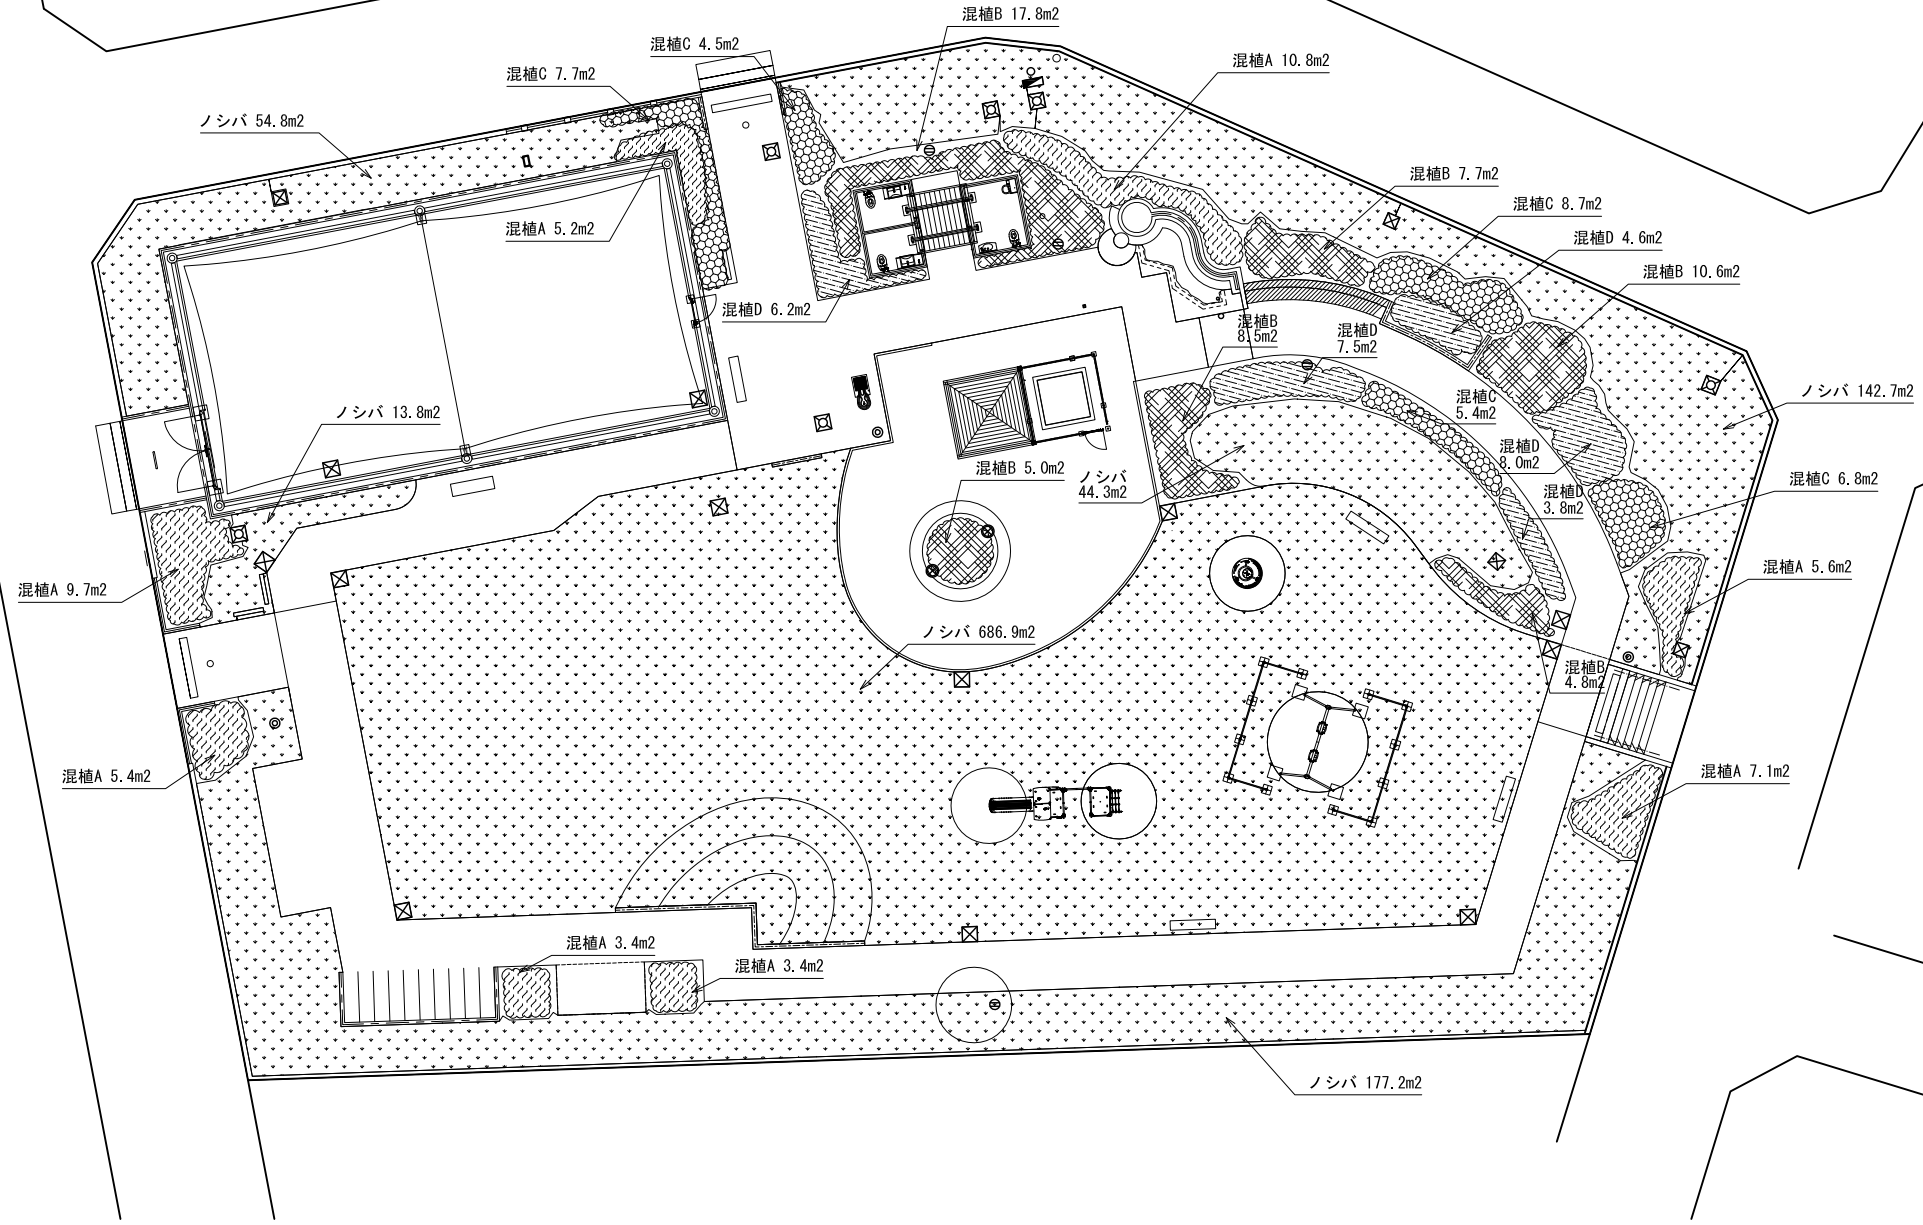 混植B 17.8m2
混植C 4.5m2
混植A 10.8m2
混植C 7.7m2
ノシバ 54.8m2
混植B 7.7m2
混植C 8.7m2
混植A 5.2m2
混植D 4.6m2
混植B 10.6m2
混植D 6.2m2
混植B
8.5m2
混植D
7.5m2
ノシバ 142.7m2
混植C
5.4m2
ノシバ 13.8m2
混植D
8.0m2
混植B 5.0m2
ノシバ
44.3m2
混植C 6.8m2
混植D
3.8m2
混植A 5.6m2
混植A 9.7m2
ノシバ 686.9m2
混植B
4.8m2
混植A 5.4m2
混植A 7.1m2
混植A 3.4m2
混植A 3.4m2
ノシバ 177.2m2